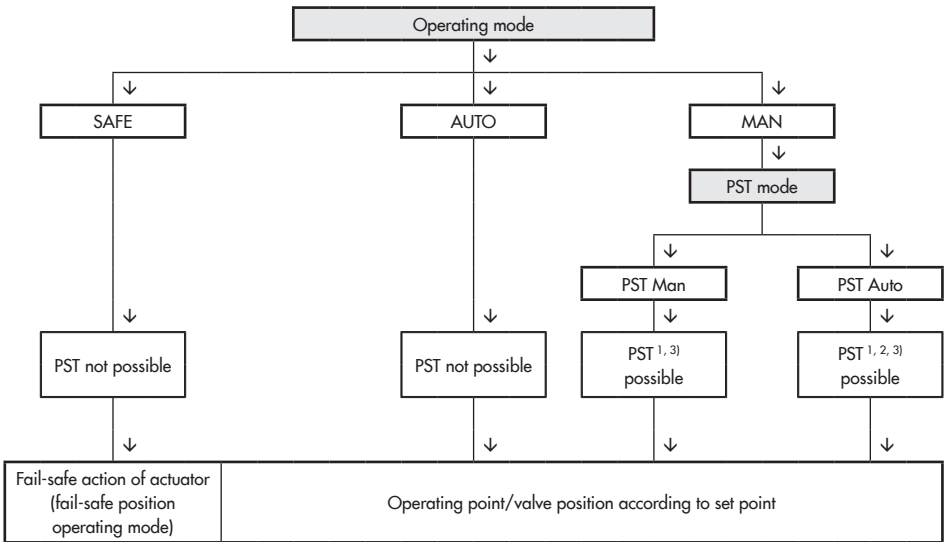 Operating mode
SAFE
AUTO
MAN
PST mode
PST Man
PST Auto
PST not possible
PST not possible
PST 1, 3)
possible
PST 1, 2, 3)
possible
Fail-safe action of actuator
(fail-safe position
operating mode)
Operating point/valve position according to set point